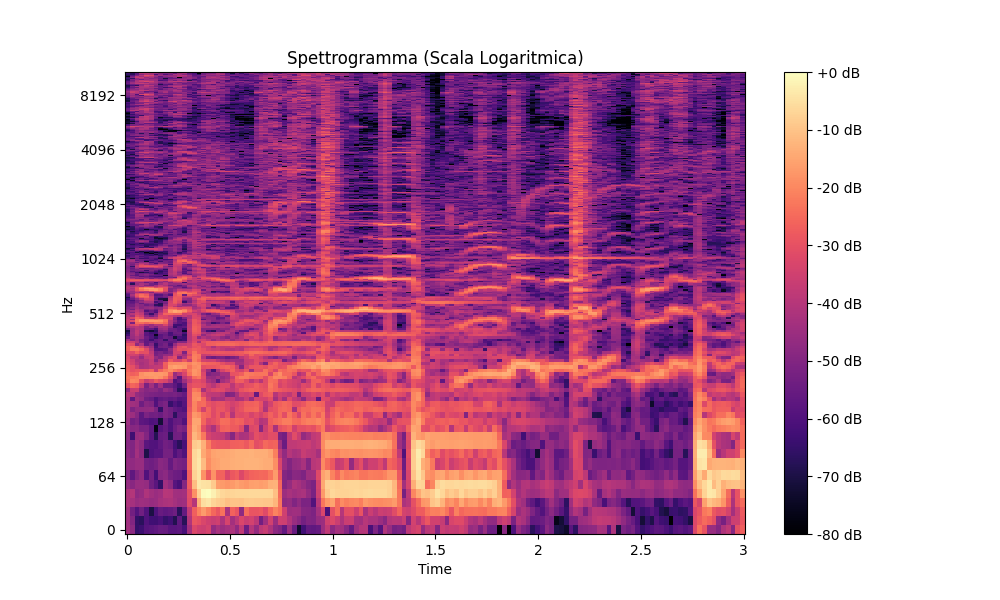 Spettrogramma (Scala Logaritmica)
8192
4096
2048
1024
512
256
128
64
0
Hz
0
0.5
1
1.5
2
2.5
3
Time
+0 dB
-10 dB
-20 dB
-30 dB
-40 dB
-50 dB
-60 dB
-70 dB
-80 dB